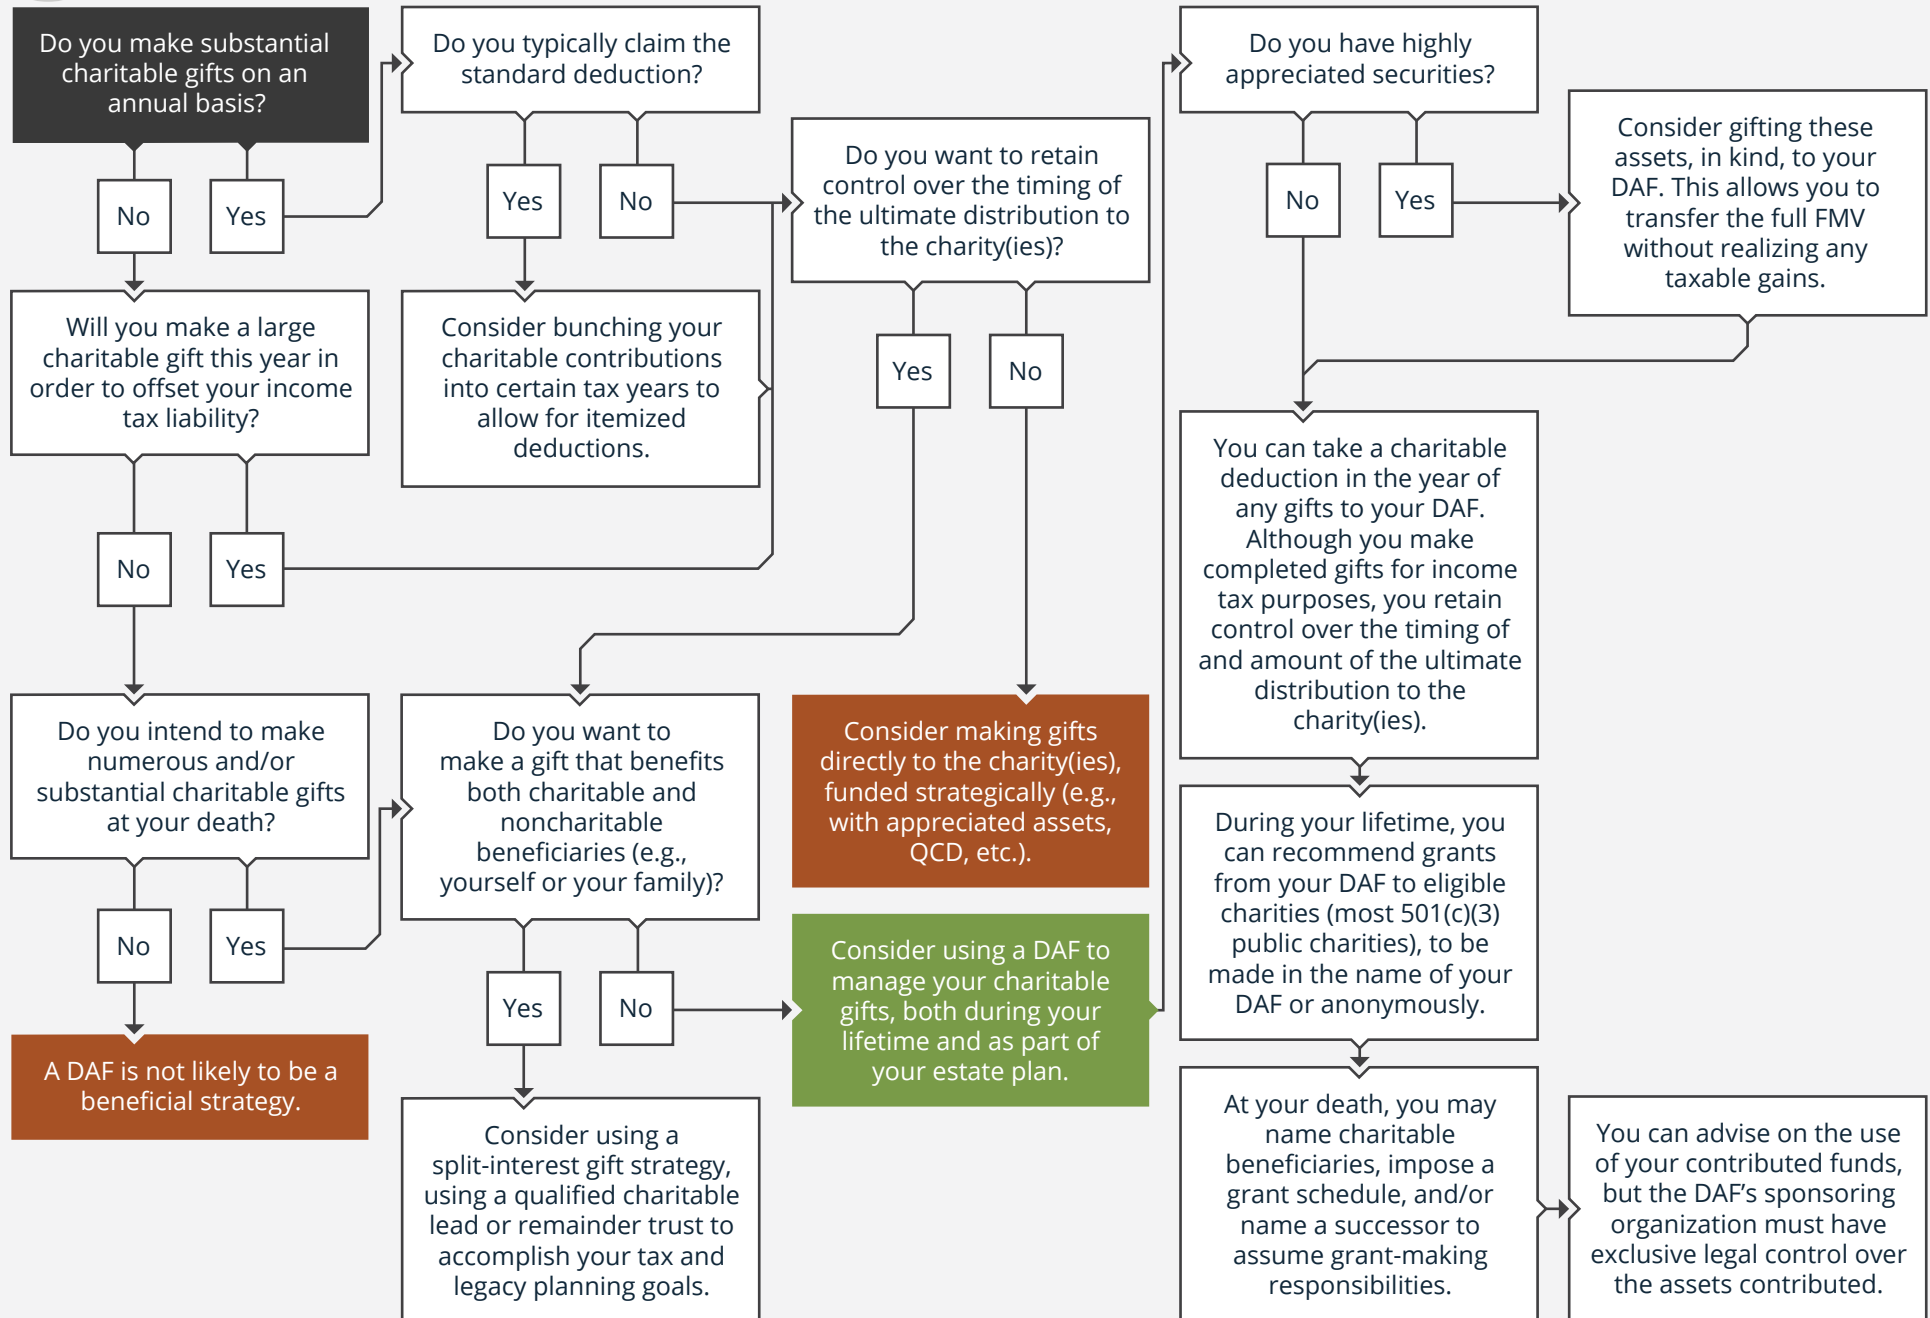 Do you make substantial
charitable gifts on an
annual basis?
No
Yes
Will you make a large
charitable gift this year in
order to offset your income
tax liability?
No
Yes
Do you intend to make
numerous and/or
substantial charitable gifts
at your death?
No
Yes
A DAF is not likely to be a
beneficial strategy.
Do you typically claim the
standard deduction?
Yes
No
Consider bunching your
charitable contributions
into certain tax years to
allow for itemized
deductions.
Do you want to retain
control over the timing of
the ultimate distribution to
the charity(ies)?
Yes
No
Do you want to
make a gift that benefits
both charitable and
noncharitable
beneficiaries (e.g.,
yourself or your family)?
Yes
No
Consider using a
split-interest gift strategy,
using a qualified charitable
lead or remainder trust to
accomplish your tax and
legacy planning goals.
Consider making gifts
directly to the charity(ies),
funded strategically (e.g.,
with appreciated assets,
QCD, etc.).
Consider using a DAF to
manage your charitable
gifts, both during your
lifetime and as part of
your estate plan.
Do you have highly
appreciated securities?
No
Yes
Consider gifting these
assets, in kind, to your
DAF. This allows you to
transfer the full FMV
without realizing any
taxable gains.
You can take a charitable
deduction in the year of
any gifts to your DAF.
Although you make
completed gifts for income
tax purposes, you retain
control over the timing of
and amount of the ultimate
distribution to the
charity(ies).
During your lifetime, you
can recommend grants
from your DAF to eligible
charities (most 501(c)(3)
public charities), to be
made in the name of your
DAF or anonymously.
At your death, you may
name charitable
beneficiaries, impose a
grant schedule, and/or
name a successor to
assume grant-making
responsibilities.
You can advise on the use
of your contributed funds,
but the DAF’s sponsoring
organization must have
exclusive legal control over
the assets contributed.